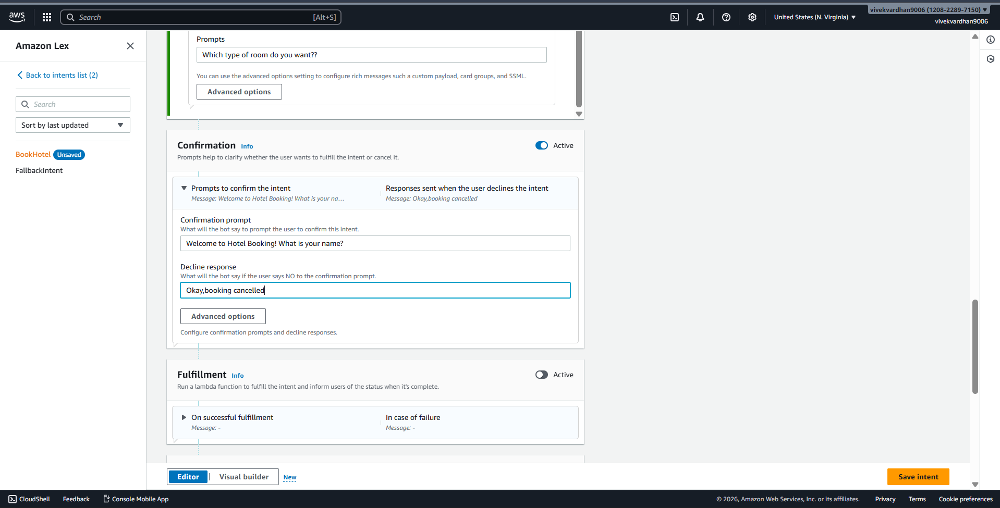 aws
Search [Alt+S]
United States (N. Virginia)
vivekvardhan9006 (1208-2289-7150)
vivekvardhan9006
Amazon Lex
Back to intents list (2)
Search
Sort by last updated
BookHotel Unsaved
FallbackIntent
Prompts
Which type of room do you want??
You can use the advanced options setting to configure rich messages such a custom payload, card groups, and SSML.
Advanced options
Confirmation Info
Active
Prompts help to clarify whether the user wants to fulfill the intent or cancel it.
Prompts to confirm the intent
Message: Welcome to Hotel Booking! What is your na...
Responses sent when the user declines the intent
Message: Okay,booking cancelled
Confirmation prompt
What will the bot say to prompt the user to confirm this intent.
Welcome to Hotel Booking! What is your name?
Decline response
What will the bot say if the user says NO to the confirmation prompt.
Okay,booking cancelled
Advanced options
Configure confirmation prompts and decline responses.
Fulfillment Info
Active
Run a lambda function to fulfill the intent and inform users of the status when it's complete.
On successful fulfillment
Message: -
In case of failure
Message: -
Editor
Visual builder
New
Save intent
CloudShell
Feedback
Console Mobile App
© 2026, Amazon Web Services, Inc. or its affiliates.
Privacy
Terms
Cookie preferences